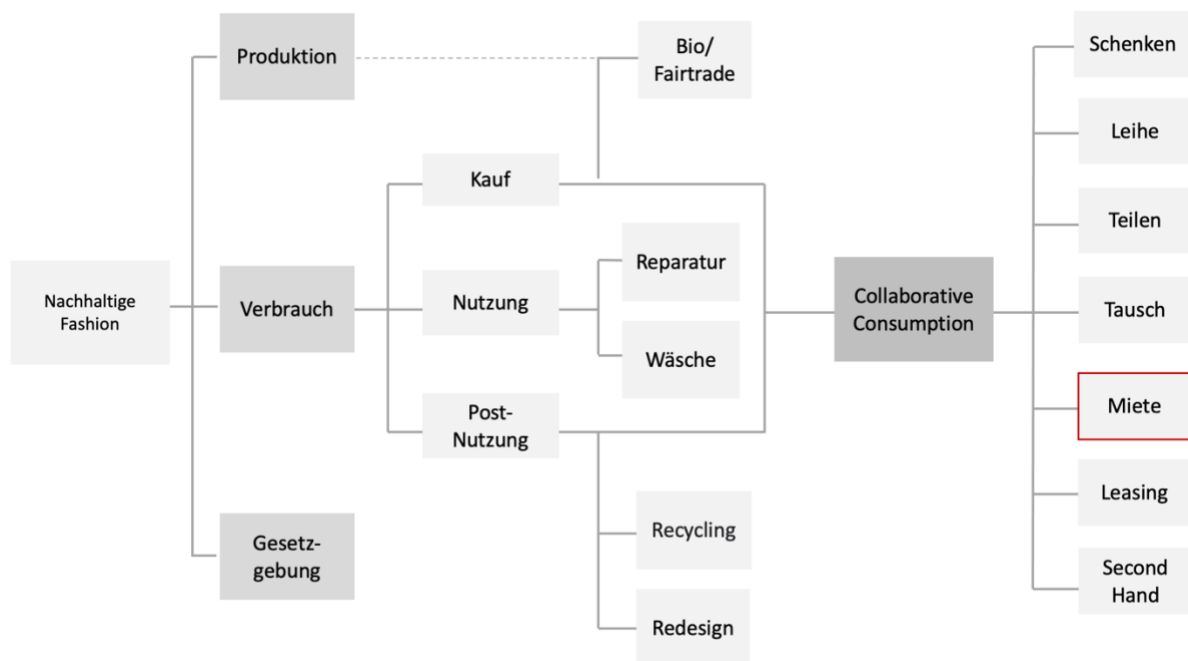 Nachhaltige
Fashion
Produktion
Verbrauch
Gesetz-
gebung
Kauf
Nutzung
Post-
Nutzung
Bio/
Fairtrade
Reparatur
Wäsche
Recycling
Redesign
Collaborative
Consumption
Schenken
Leihe
Teilen
Tausch
Miete
Leasing
Second
Hand